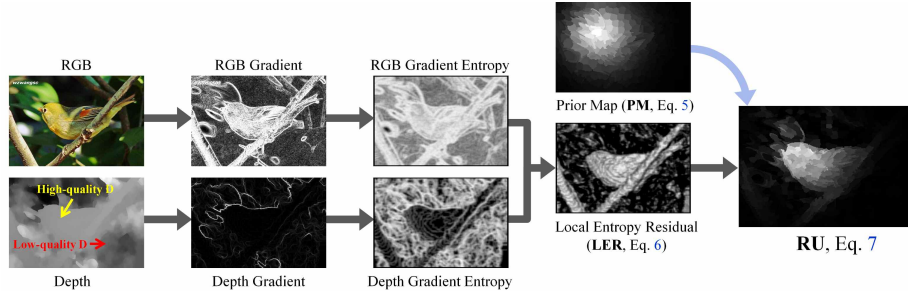 RGB
RGB Gradient
RGB Gradient Entropy
Prior Map (PM, Eq. 5)
High-quality D
Low-quality D
Depth
Depth Gradient
Depth Gradient Entropy
Local Entropy Residual
(LER, Eq. 6)
RU, Eq. 7